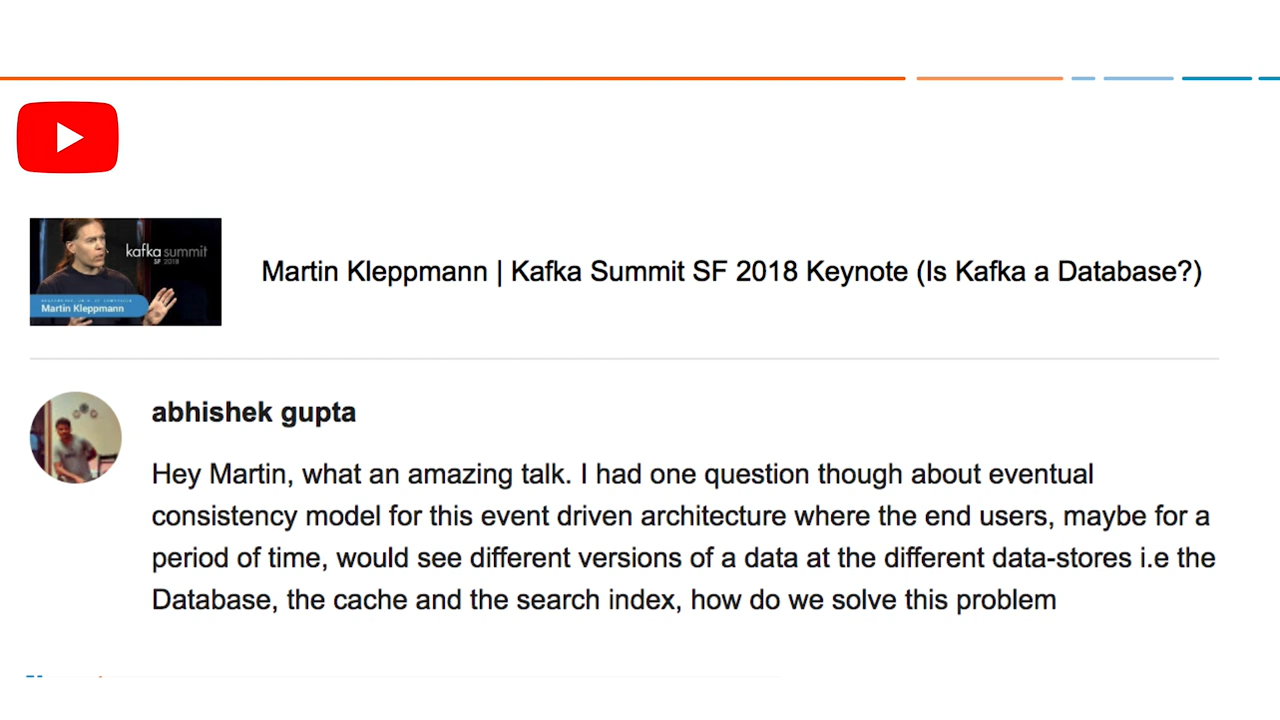 kafka summit
SF 2018
Martin Kleppmann
Martin Kleppmann | Kafka Summit SF 2018 Keynote (Is Kafka a Database?)
abhishek gupta
Hey Martin, what an amazing talk. I had one question though about eventual
consistency model for this event driven architecture where the end users, maybe for a
period of time, would see different versions of a data at the different data-stores i.e the
Database, the cache and the search index, how do we solve this problem